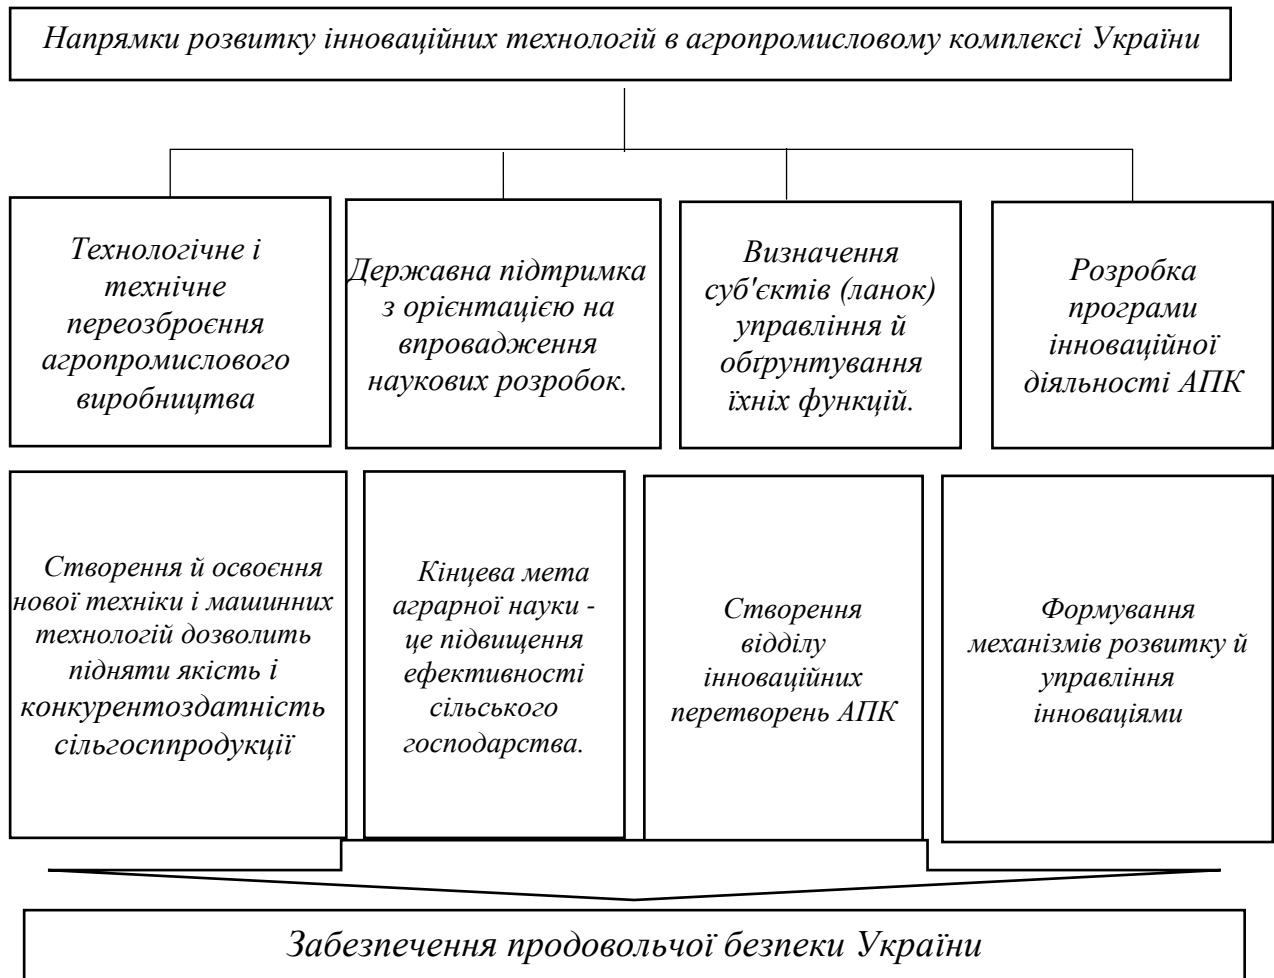 Напрямки розвитку інноваційних технологій в агропромисловому комплексі України
Технологічне і
технічне
переозброєння
агропромислового
виробництва
Державна підтримка
з орієнтацією на
впровадження
наукових розробок.
Визначення
суб'єктів (ланок)
управління й
обґрунтування
їхніх функцій.
Розробка
програми
інноваційної
діяльності АПК
Створення й освоєння
нової техніки і машинних
технологій дозволить
підняти якість і
конкурентоздатність
сільгосппродукції
Кінцева мета
аграрної науки -
це підвищення
ефективності
сільського
господарства.
Створення
відділу
інноваційних
перетворень АПК
Формування
механізмів розвитку й
управління
інноваціями
Забезпечення продовольчої безпеки України